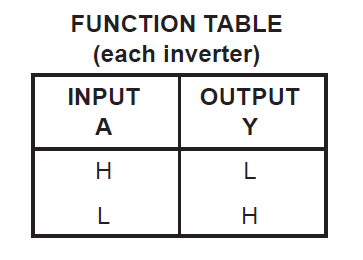 FUNCTION TABLE
(each inverter)
INPUT OUTPUT
A Y
H L
L H